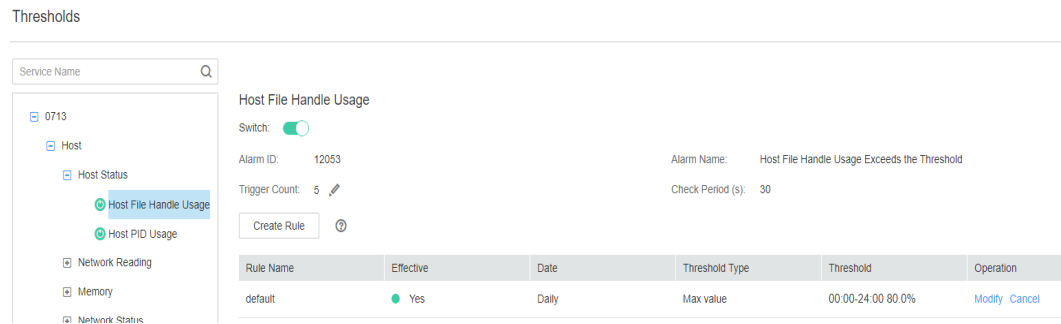 Thresholds
Service Name
0713
Host
Host Status
Host File Handle Usage
Host PID Usage
Network Reading
Memory
Network Status
Host File Handle Usage
Switch:
Alarm ID: 12053 Alarm Name: Host File Handle Usage Exceeds the Threshold
Trigger Count: 5 Check Period (s): 30
Create Rule
Rule Name Effective Date Threshold Type Threshold Operation
default Yes Daily Max value 00:00-24:00 80.0% Modify Cancel